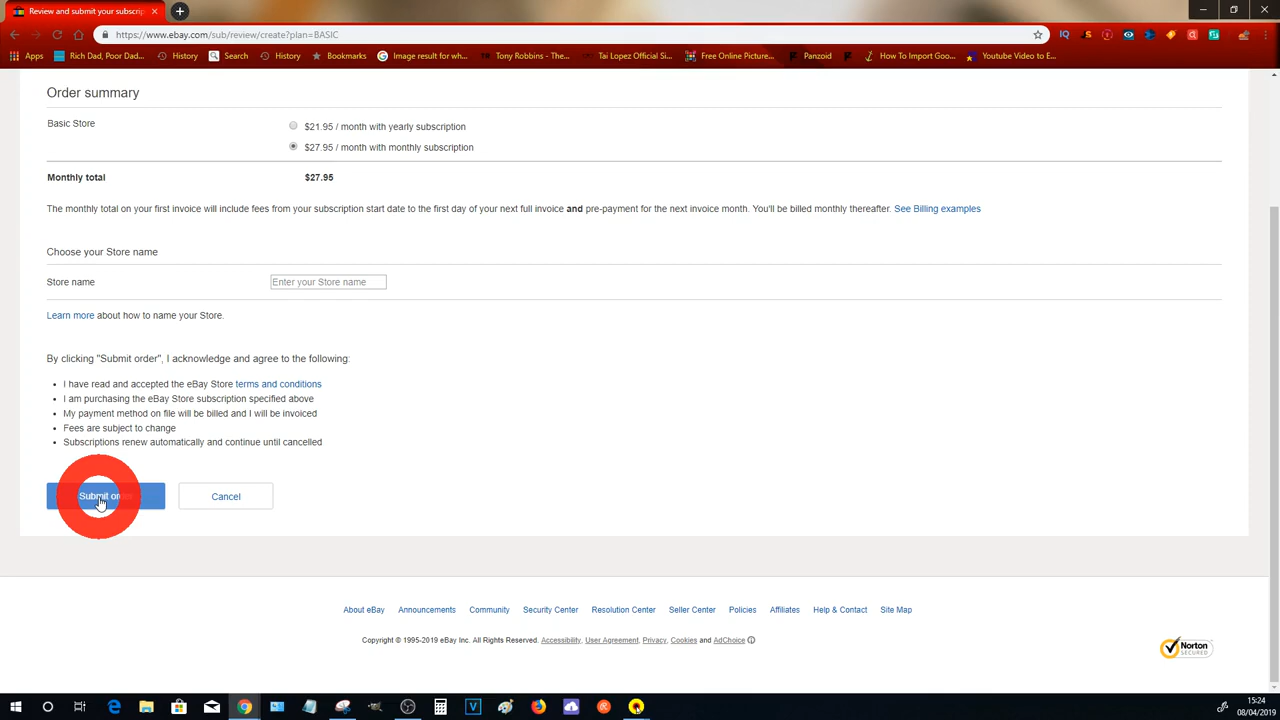 Review and submit your subscrip
https://www.ebay.com/sub/review/create?plan=BASIC
Apps
Rich Dad, Poor Dad...
History
Search
History
Bookmarks
Image result for wh...
Tony Robbins - The...
Tai Lopez Official Si...
Free Online Picture...
Panzoid
How To Import Goo...
Youtube Video to E...
Order summary
Basic Store
$21.95 / month with yearly subscription
$27.95 / month with monthly subscription
Monthly total $27.95
The monthly total on your first invoice will include fees from your subscription start date to the first day of your next full invoice and pre-payment for the next invoice month. You'll be billed monthly thereafter. See Billing examples
Choose your Store name
Store name Enter your Store name
Learn more about how to name your Store.
By clicking "Submit order", I acknowledge and agree to the following:
• I have read and accepted the eBay Store terms and conditions
• I am purchasing the eBay Store subscription specified above
• My payment method on file will be billed and I will be invoiced
• Fees are subject to change
• Subscriptions renew automatically and continue until cancelled
Submit order Cancel
About eBay Announcements Community Security Center Resolution Center Seller Center Policies Affiliates Help & Contact Site Map
Copyright © 1995-2019 eBay Inc. All Rights Reserved. Accessibility, User Agreement, Privacy, Cookies and AdChoice
Norton
SECURED
15:24
08/04/2019